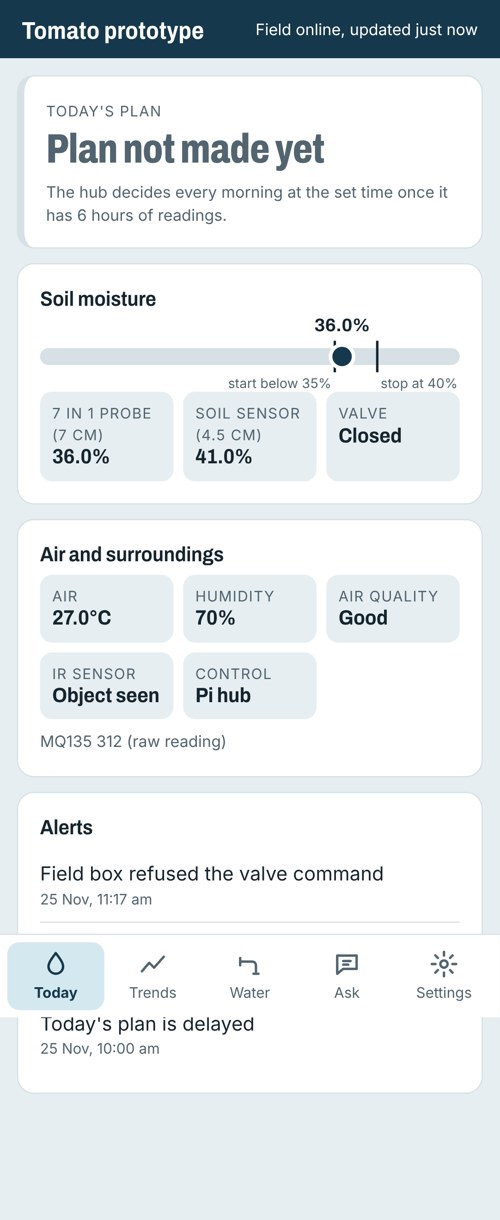 Tomato prototype
Field online, updated just now
TODAY'S PLAN
Plan not made yet
The hub decides every morning at the set time once it
has 6 hours of readings.
Soil moisture
36.0%
start below 35%
stop at 40%
7 IN 1 PROBE
(7 CM)
36.0%
SOIL SENSOR
(4.5 CM)
41.0%
VALVE
Closed
Air and surroundings
AIR
27.0°C
HUMIDITY
70%
AIR QUALITY
Good
IR SENSOR
Object seen
CONTROL
Pi hub
MQ135 312 (raw reading)
Alerts
Field box refused the valve command
25 Nov, 11:17 am
Today
Trends
Water
Ask
Settings
Today's plan is delayed
25 Nov, 10:00 am